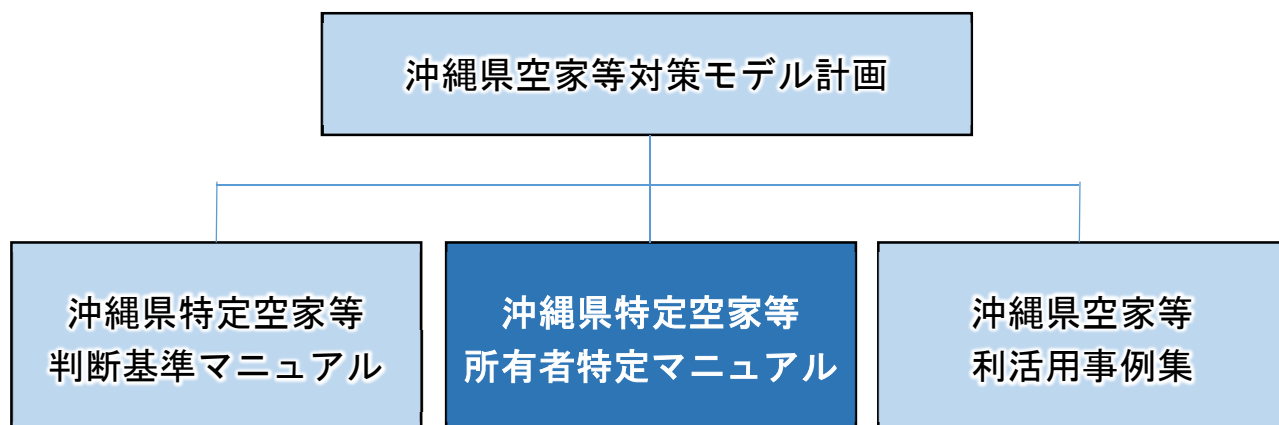 沖縄県空家等対策モデル計画
沖縄県特定空家等
判断基準マニュアル
沖縄県特定空家等
所有者特定マニュアル
沖縄県空家等
利活用事例集